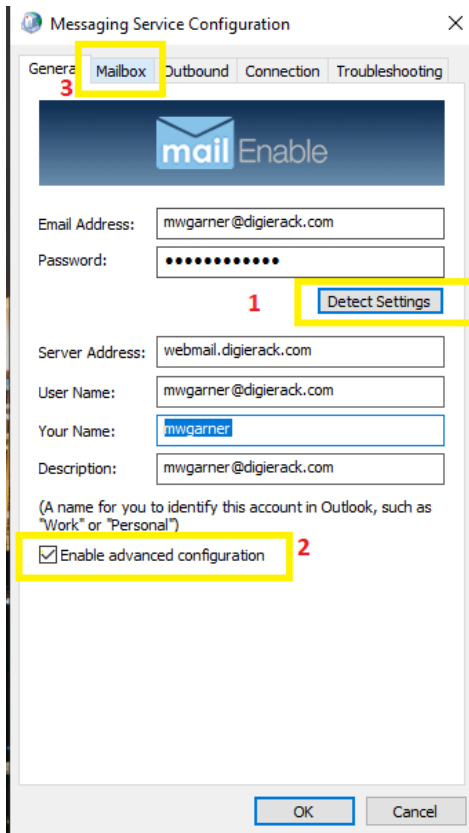 Messaging Service Configuration
General Mailbox Outbound Connection Troubleshooting
3
mail Enable
Email Address: mwgarner@digierack.com
Password: ••••••••••••
1 Detect Settings
Server Address: webmail.digierack.com
User Name: mwgarner@digierack.com
Your Name: mwgarner
Description: mwgarner@digierack.com
(A name for you to identify this account in Outlook, such as
"Work" or "Personal")
Enable advanced configuration 2
OK Cancel